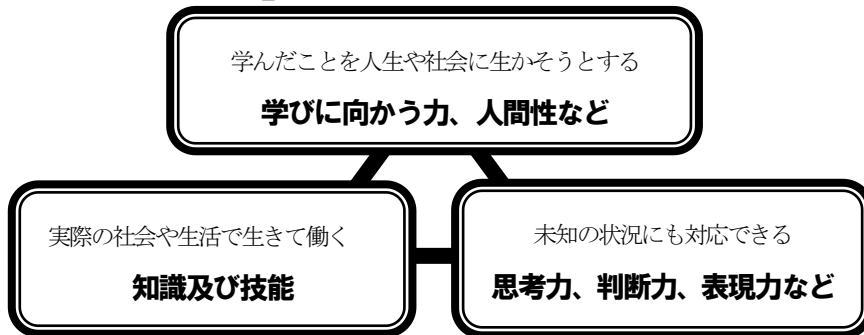 学んだことを人生や社会に生かそうとする
学びに向かう力、人間性など
実際の社会や生活で生きて働く
知識及び技能
未知の状況にも対応できる
思考力、判断力、表現力など